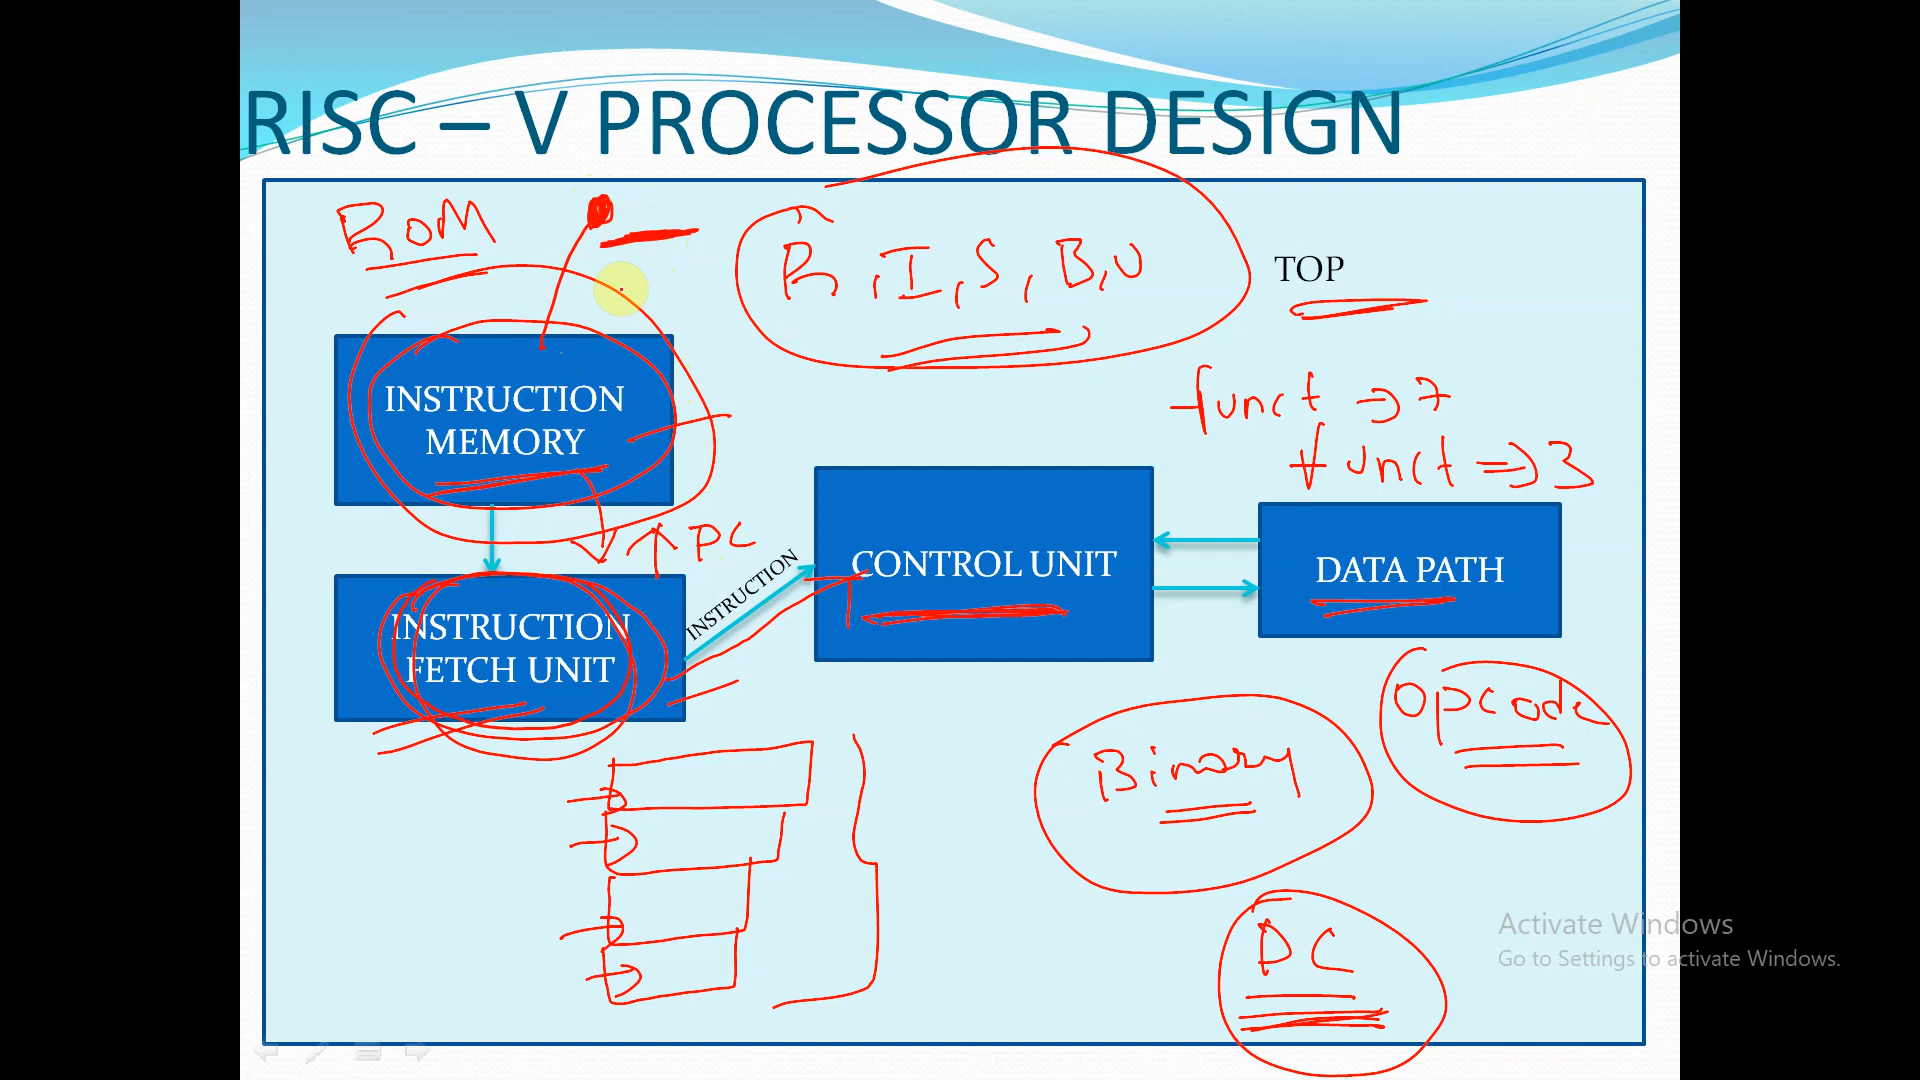 RISC – V PROCESSOR DESIGN
ROM
R, I, S, B, U
TOP
INSTRUCTION
MEMORY
funct => 7
funct => 3
PC
INSTRUCTION
CONTROL UNIT
DATA PATH
INSTRUCTION
FETCH UNIT
Opcode
Binary
PC
Activate Windows
Go to Settings to activate Windows.